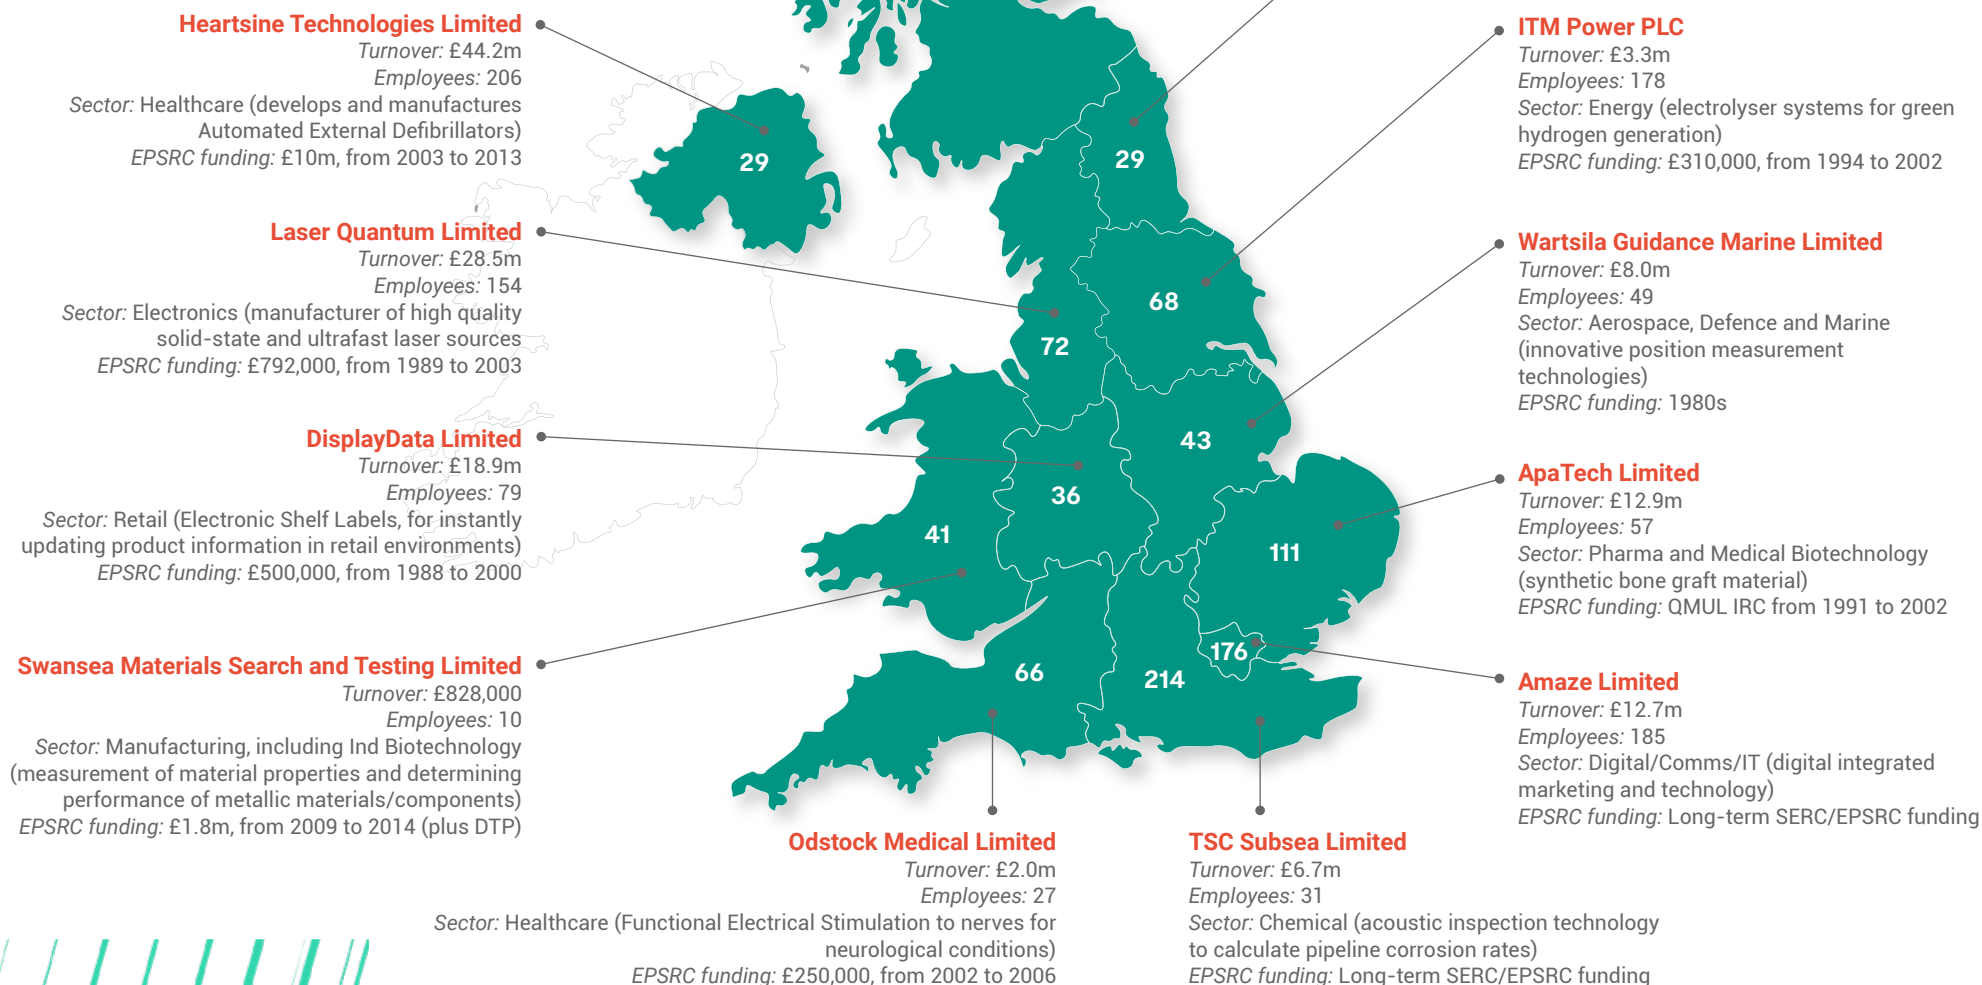 Heartsine Technologies Limited
Turnover: £44.2m
Employees: 206
Sector: Healthcare (develops and manufactures
Automated External Defibrillators)
EPSRC funding: £10m, from 2003 to 2013
Laser Quantum Limited
Turnover: £28.5m
Employees: 154
Sector: Electronics (manufacturer of high quality
solid-state and ultrafast laser sources
EPSRC funding: £792,000, from 1989 to 2003
DisplayData Limited
Turnover: £18.9m
Employees: 79
Sector: Retail (Electronic Shelf Labels, for instantly
updating product information in retail environments)
EPSRC funding: £500,000, from 1988 to 2000
Swansea Materials Search and Testing Limited
Turnover: £828,000
Employees: 10
Sector: Manufacturing, including Ind Biotechnology
(measurement of material properties and determining
performance of metallic materials/components)
EPSRC funding: £1.8m, from 2009 to 2014 (plus DTP)
29
29
68
72
43
36
41
111
176
66
214
Odstock Medical Limited
Turnover: £2.0m
Employees: 27
Sector: Healthcare (Functional Electrical Stimulation to nerves for
neurological conditions)
EPSRC funding: £250,000, from 2002 to 2006
TSC Subsea Limited
Turnover: £6.7m
Employees: 31
Sector: Chemical (acoustic inspection technology
to calculate pipeline corrosion rates)
EPSRC funding: Long-term SERC/EPSRC funding
ITM Power PLC
Turnover: £3.3m
Employees: 178
Sector: Energy (electrolyser systems for green
hydrogen generation)
EPSRC funding: £310,000, from 1994 to 2002
Wartsila Guidance Marine Limited
Turnover: £8.0m
Employees: 49
Sector: Aerospace, Defence and Marine
(innovative position measurement
technologies)
EPSRC funding: 1980s
ApaTech Limited
Turnover: £12.9m
Employees: 57
Sector: Pharma and Medical Biotechnology
(synthetic bone graft material)
EPSRC funding: QMUL IRC from 1991 to 2002
Amaze Limited
Turnover: £12.7m
Employees: 185
Sector: Digital/Comms/IT (digital integrated
marketing and technology)
EPSRC funding: Long-term SERC/EPSRC funding